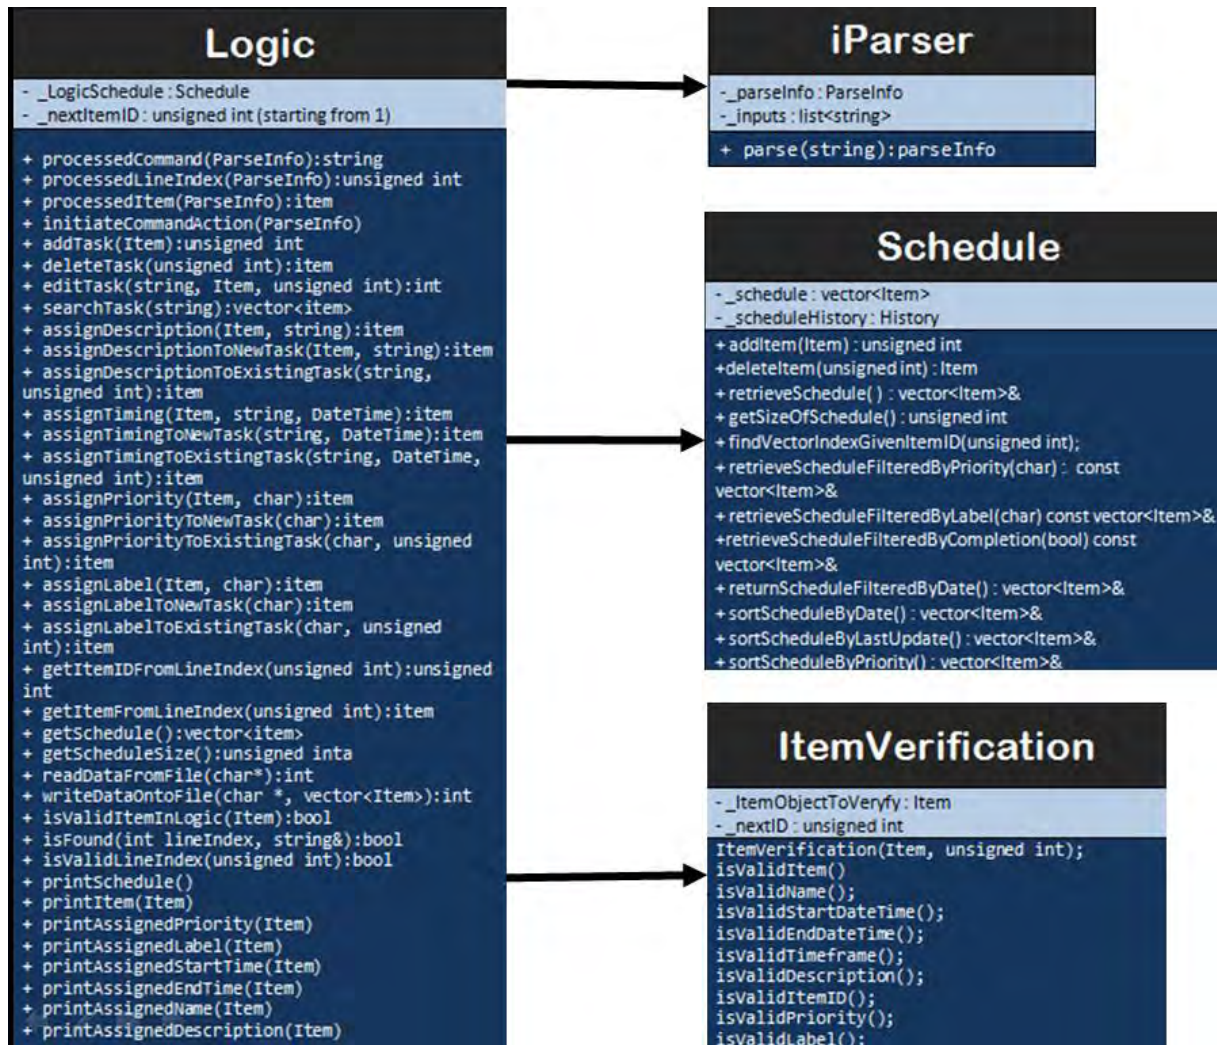 Logic
- _LogicSchedule : Schedule
- _nextItemID : unsigned int (starting from 1)
+ processedCommand(ParseInfo):string
+ processedLineIndex(ParseInfo):unsigned int
+ processedItem(ParseInfo):item
+ initiateCommandAction(ParseInfo)
+ addTask(Item):unsigned int
+ deleteTask(unsigned int):item
+ editTask(string, Item, unsigned int):int
+ searchTask(string):vector<item>
+ assignDescription(Item, string):item
+ assignDescriptionToNewTask(Item, string):item
+ assignDescriptionToExistingTask(string,
unsigned int):item
+ assignTiming(Item, string, DateTime):item
+ assignTimingToNewTask(string, DateTime):item
+ assignTimingToExistingTask(string, DateTime,
unsigned int):item
+ assignPriority(Item, char):item
+ assignPriorityToNewTask(char):item
+ assignPriorityToExistingTask(char, unsigned
int):item
+ assignLabel(Item, char):item
+ assignLabelToNewTask(char):item
+ assignLabelToExistingTask(char, unsigned
int):item
+ getItemIDFromLineIndex(unsigned int):unsigned
int
+ getItemFromLineIndex(unsigned int):item
+ getSchedule():vector<item>
+ getScheduleSize():unsigned inta
+ readDataFromFile(char*):int
+ writeDataOntoFile(char *, vector<Item>):int
+ isValidItemInLogic(Item):bool
+ isFound(int lineIndex, string&):bool
+ isValidLineIndex(unsigned int):bool
+ printSchedule()
+ printItem(Item)
+ printAssignedPriority(Item)
+ printAssignedLabel(Item)
+ printAssignedStartTime(Item)
+ printAssignedEndTime(Item)
+ printAssignedName(Item)
+ printAssignedDescription(Item)
iParser
- _parseInfo : ParseInfo
- _inputs : list<string>
+ parse(string):parseInfo
Schedule
- _schedule : vector<Item>
- _scheduleHistory : History
+ addItem(Item) : unsigned int
+deleteItem(unsigned int) : Item
+ retrieveSchedule( ) : vector<Item>&
+ getSizeOfSchedule() : unsigned int
+ findVectorIndexGivenItemID(unsigned int);
+ retrieveScheduleFilteredByPriority(char) : const
vector<Item>&
+ retrieveScheduleFilteredByLabel(char) const vector<Item>&
+retrieveScheduleFilteredByCompletion(bool) const
vector<Item>&
+ returnScheduleFilteredByDate() : vector<Item>&
+ sortScheduleByDate() : vector<Item>&
+ sortScheduleByLastUpdate() : vector<Item>&
+ sortScheduleByPriority() : vector<Item>&
ItemVerification
- _ItemObjectToVeryfy : Item
- _nextID : unsigned int
ItemVerification(Item, unsigned int);
isValidItem()
isValidName();
isValidStartDateTime();
isValidEndDateTime();
isValidTimeframe();
isValidDescription();
isValidItemID();
isValidPriority();
isValidLabel();